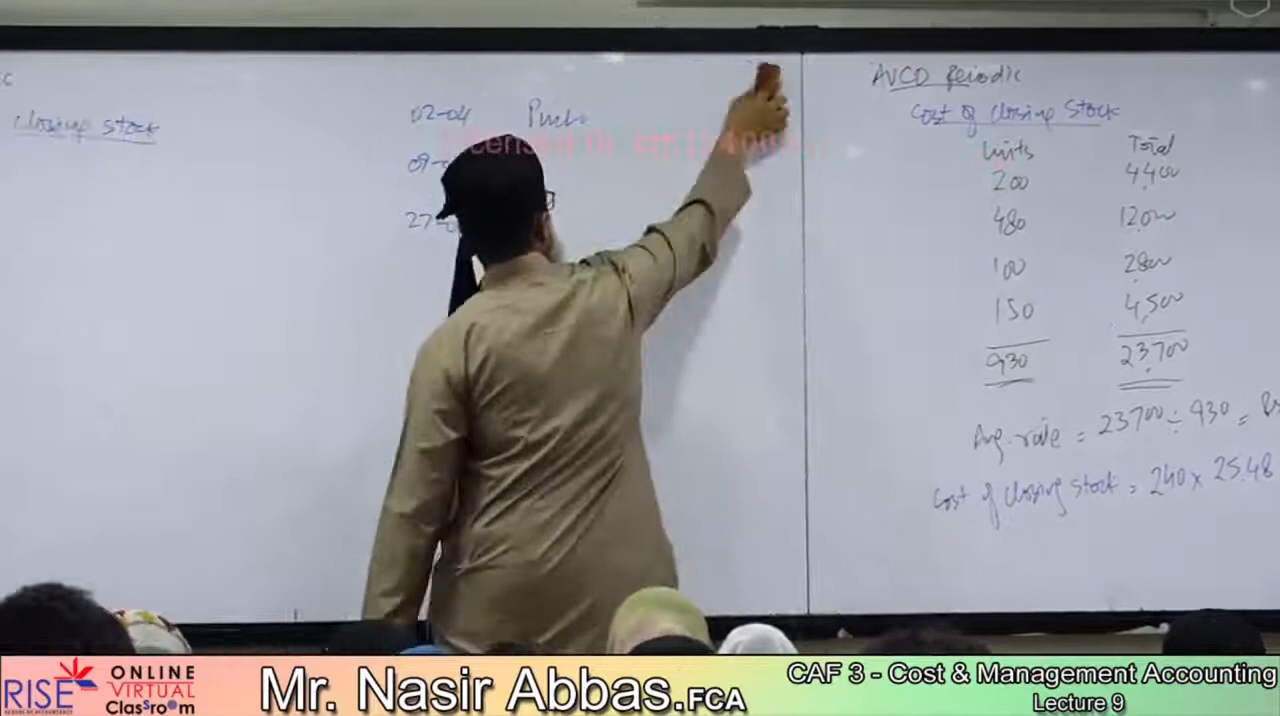 Closing stock
02-04 Purch
AVCO Periodic
Cost of closing stock
Units Total
200 4,400
480 12,000
100 2,800
150 4,500
930 23,700
Avg. rate = 23700 ÷ 930 =
Cost of closing stock = 240 x 25.48
RISE ONLINE VIRTUAL ClasSroom
Mr. Nasir Abbas.FCA
CAF 3 - Cost & Management Accounting
Lecture 9